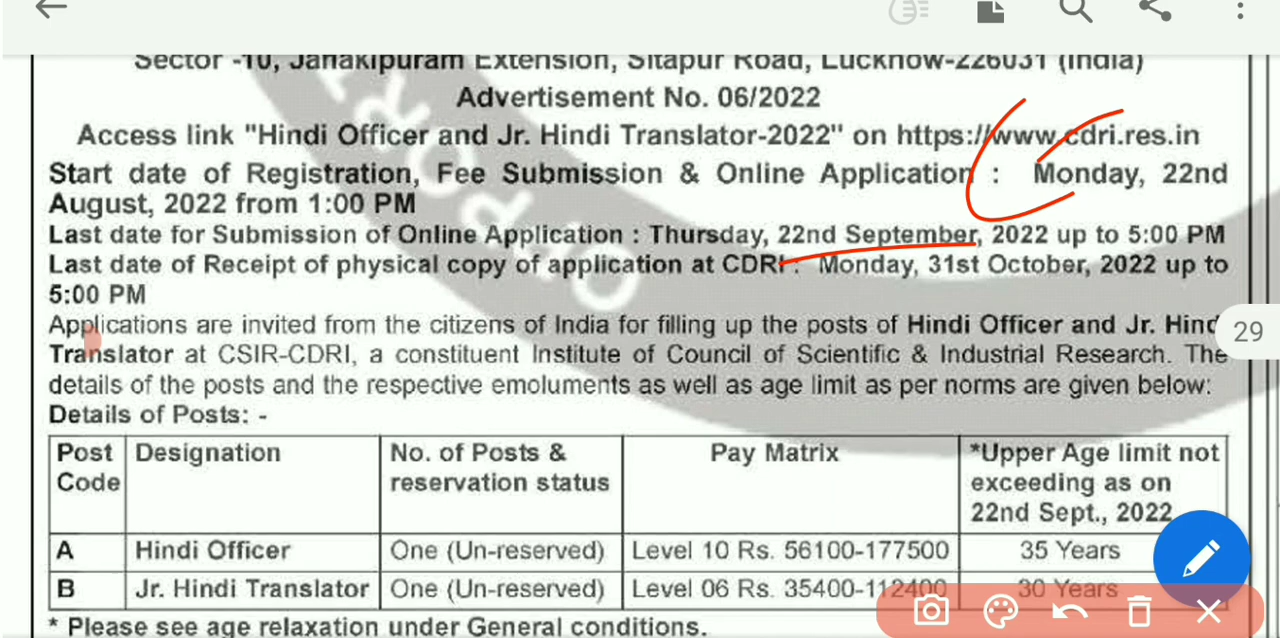 Sector -10, Janakipuram Extension, Sitapur Road, Lucknow-226031 (India)
Advertisement No. 06/2022
Access link "Hindi Officer and Jr. Hindi Translator-2022" on https://www.cdri.res.in
Start date of Registration, Fee Submission & Online Application : Monday, 22nd
August, 2022 from 1:00 PM
Last date for Submission of Online Application : Thursday, 22nd September, 2022 up to 5:00 PM
Last date of Receipt of physical copy of application at CDRI : Monday, 31st October, 2022 up to
5:00 PM
Applications are invited from the citizens of India for filling up the posts of Hindi Officer and Jr. Hind
Translator at CSIR-CDRI, a constituent Institute of Council of Scientific & Industrial Research. The
details of the posts and the respective emoluments as well as age limit as per norms are given below:
Details of Posts: -
Post Code Designation No. of Posts & reservation status Pay Matrix *Upper Age limit not exceeding as on 22nd Sept., 2022
A Hindi Officer One (Un-reserved) Level 10 Rs. 56100-177500 35 Years
B Jr. Hindi Translator One (Un-reserved) Level 06 Rs. 35400-112400 30 Years
* Please see age relaxation under General conditions.
29